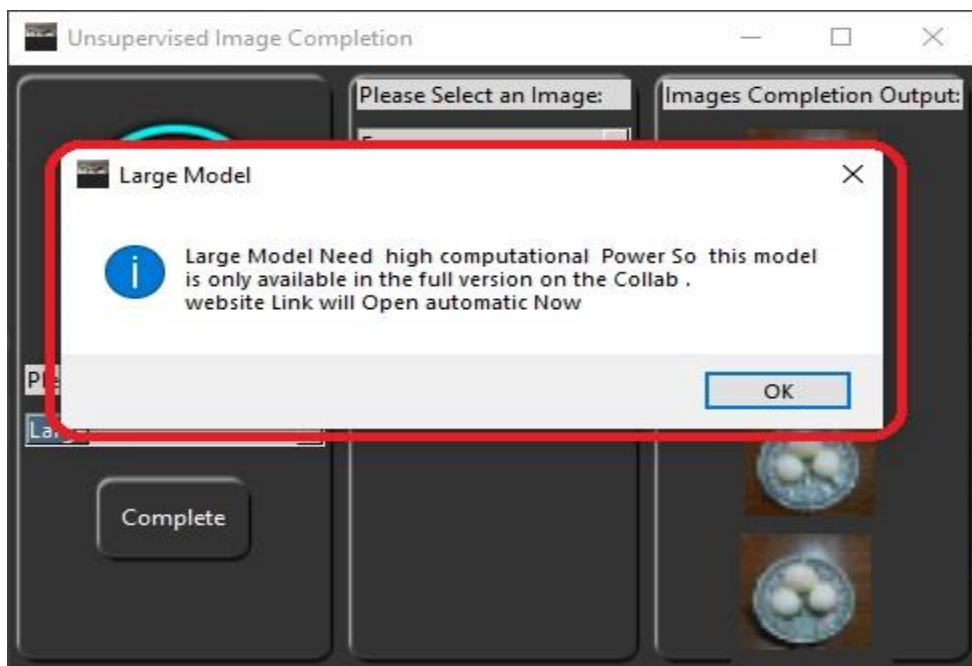 Unsupervised Image Completion
Please Select an Image:
Images Completion Output:
Large Model
Large Model Need high computational Power So this model
is only available in the full version on the Collab .
website Link will Open automatic Now
OK
Complete